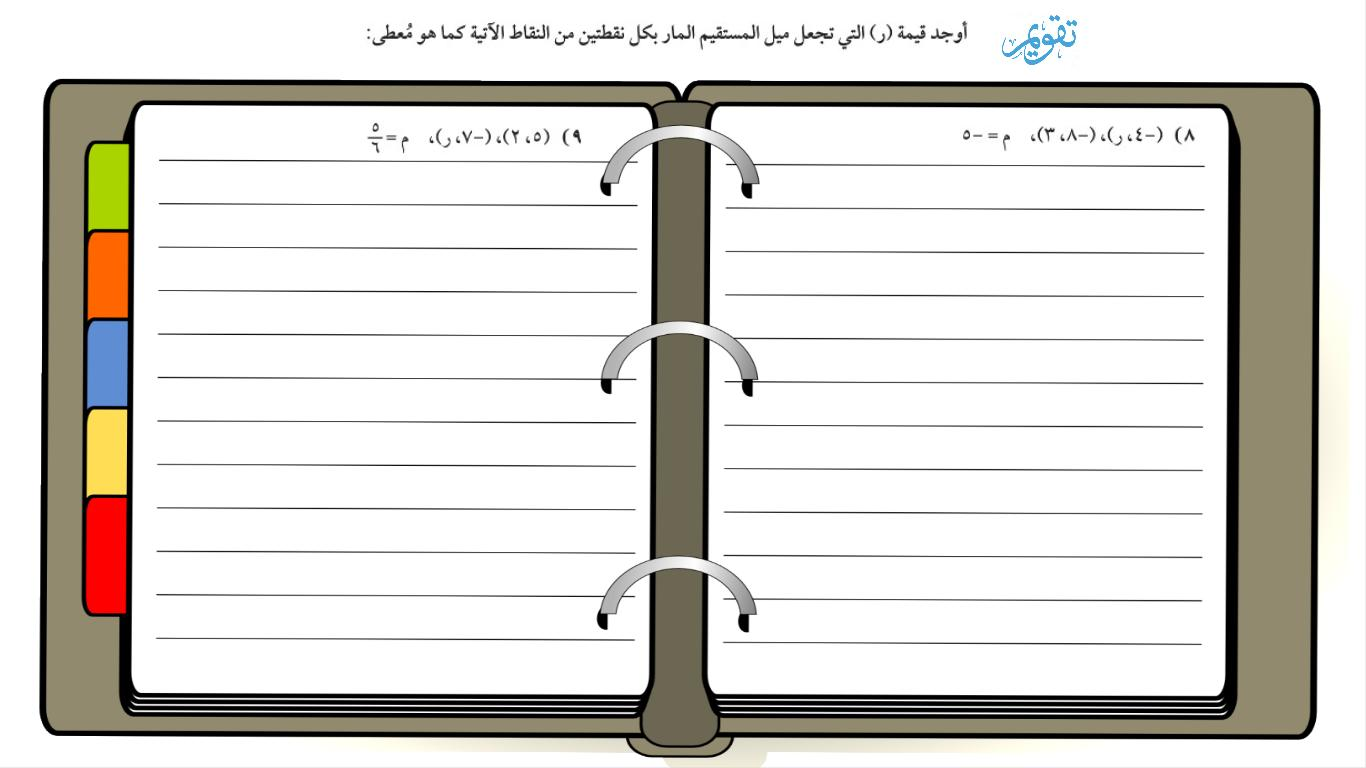 تقويم
أوجد قيمة (ر) التي تجعل ميل المستقيم المار بكل نقطتين من النقاط الآتية كما هو مُعطى:
٨) (-٤، ر)، (-٨، ٣)، م = -٥
٩) (٥، ٢)، (-٧، ر)، م = ٥/٦